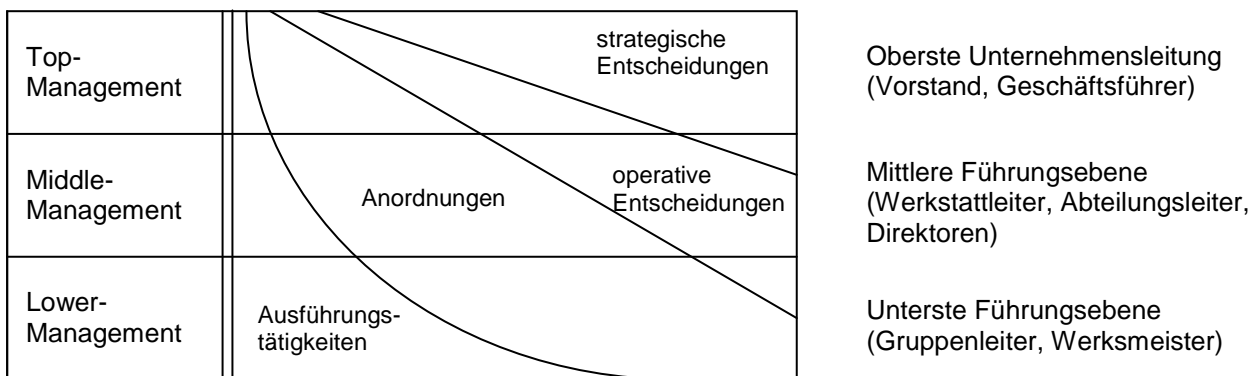 Top-
Management
strategische
Entscheidungen
Oberste Unternehmensleitung
(Vorstand, Geschäftsführer)
Middle-
Management
Anordnungen
operative
Entscheidungen
Mittlere Führungsebene
(Werkstattleiter, Abteilungsleiter,
Direktoren)
Lower-
Management
Ausführungs-
tätigkeiten
Unterste Führungsebene
(Gruppenleiter, Werksmeister)